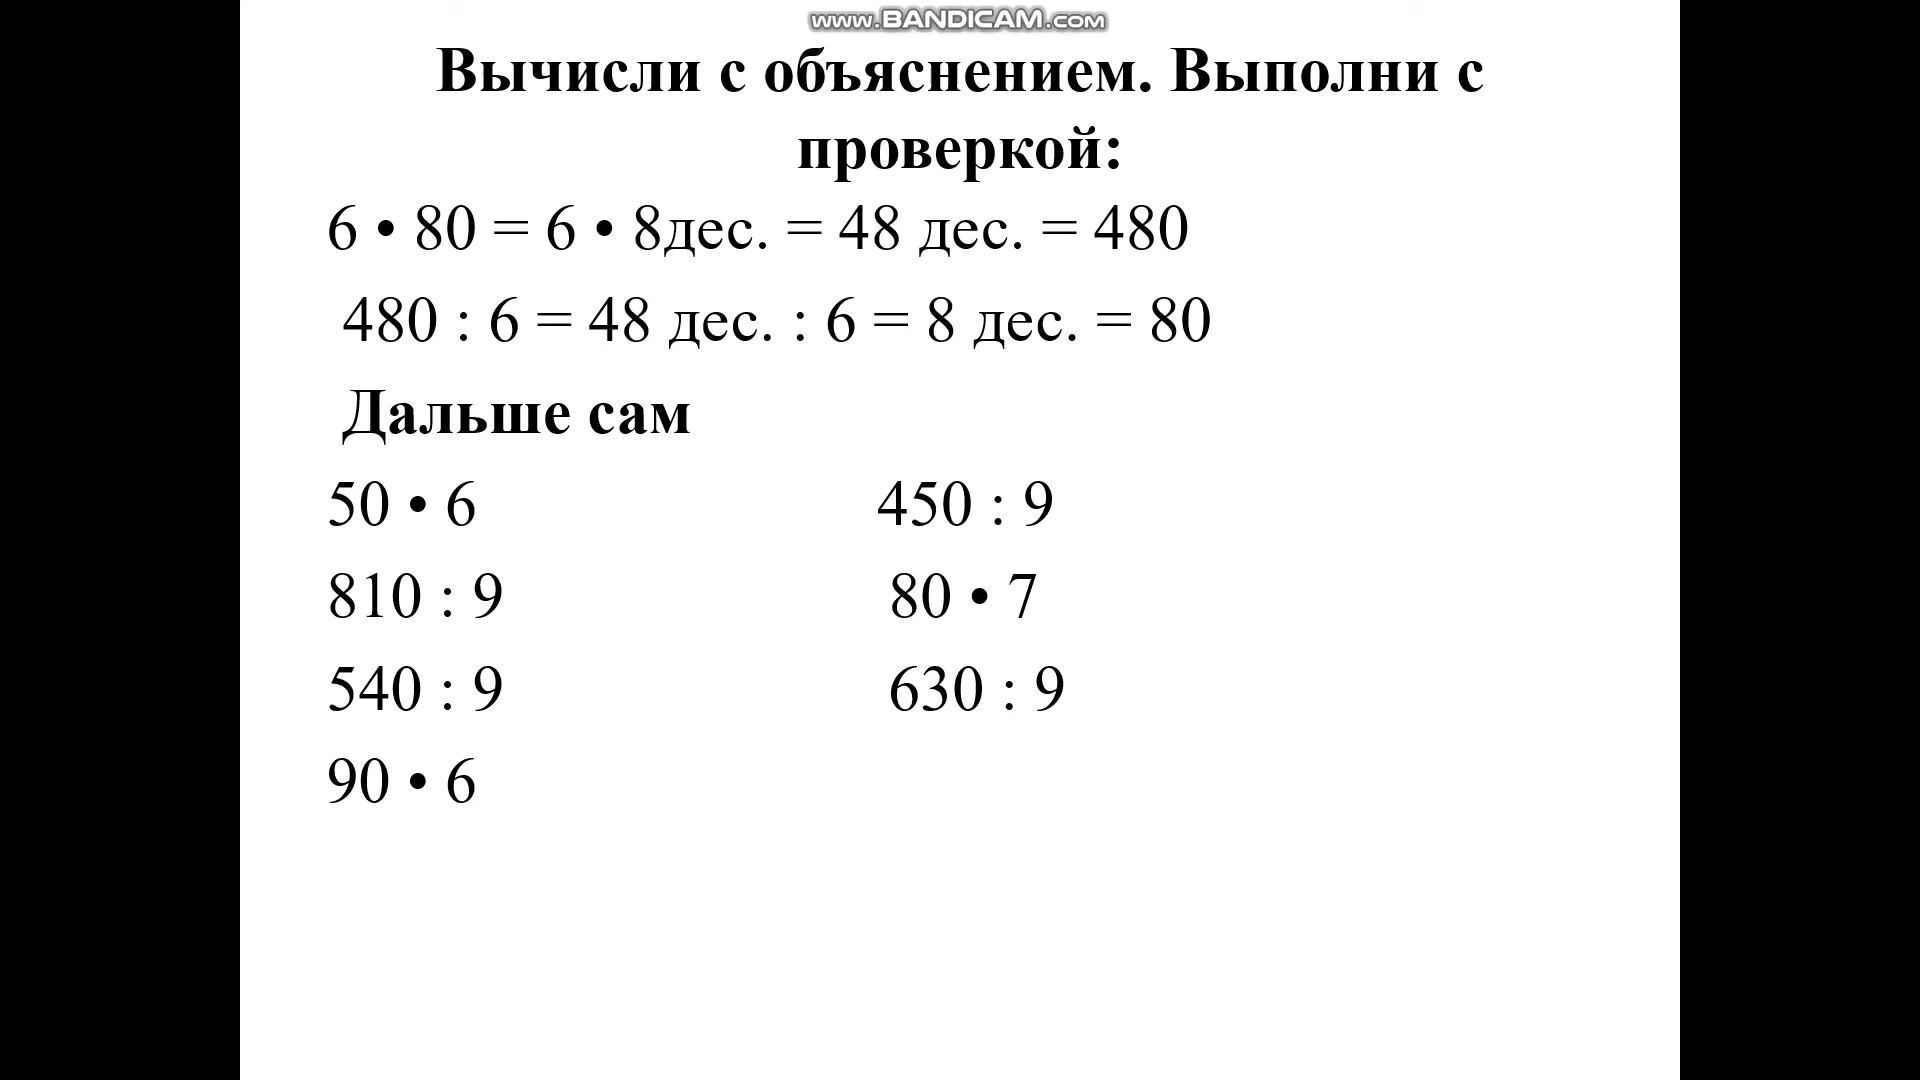 www.BANDICAM.com
Вычисли с объяснением. Выполни с
проверкой:
6 • 80 = 6 • 8дес. = 48 дес. = 480
480 : 6 = 48 дес. : 6 = 8 дес. = 80
Дальше сам
50 • 6 450 : 9
810 : 9 80 • 7
540 : 9 630 : 9
90 • 6